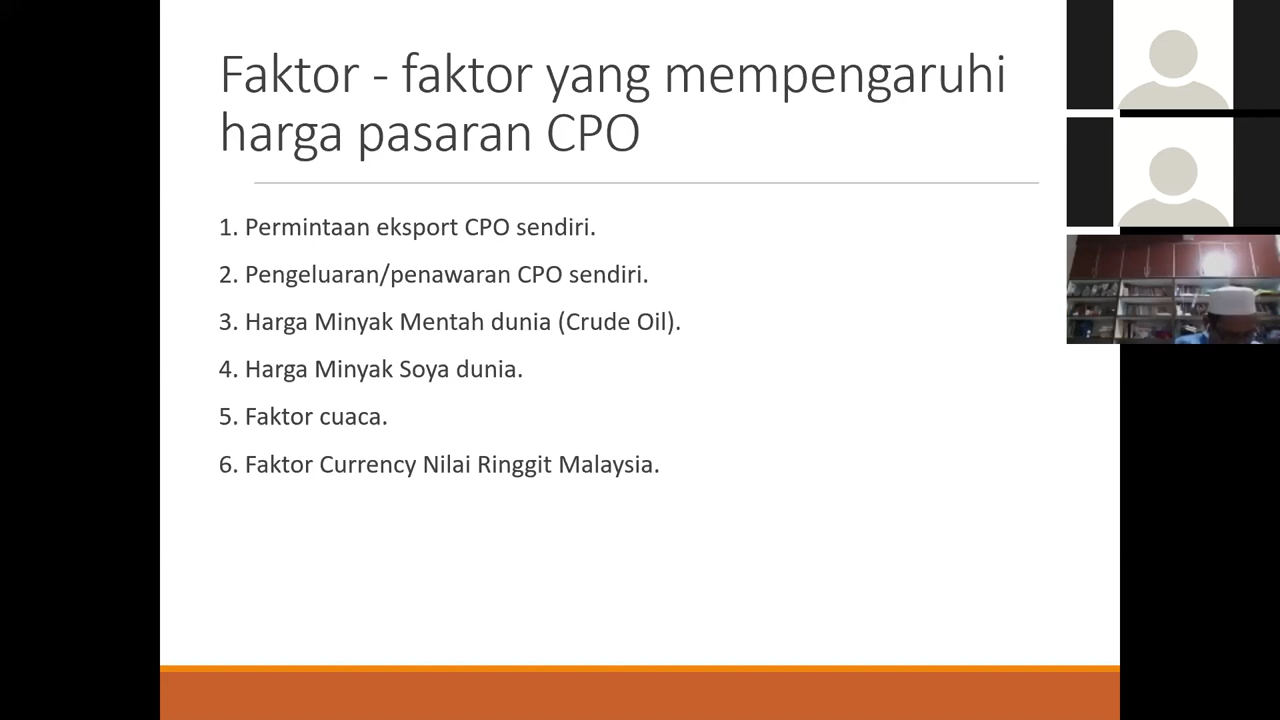 Faktor - faktor yang mempengaruhi
harga pasaran CPO
1. Permintaan eksport CPO sendiri.
2. Pengeluaran/penawaran CPO sendiri.
3. Harga Minyak Mentah dunia (Crude Oil).
4. Harga Minyak Soya dunia.
5. Faktor cuaca.
6. Faktor Currency Nilai Ringgit Malaysia.